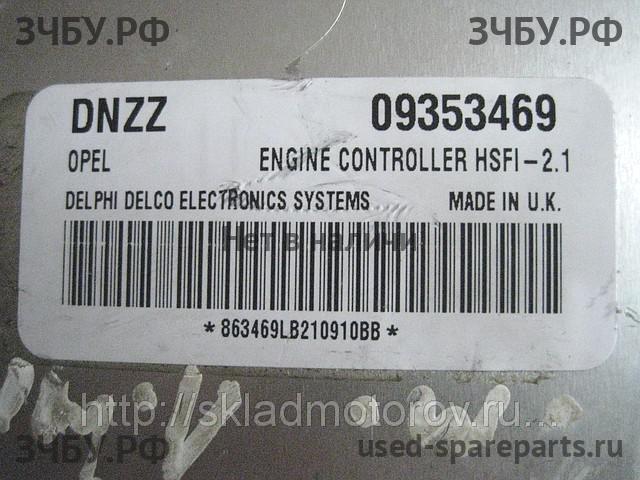 ЗЧБУ.РФ ЗЧБУ.РФ
DNZZ 09353469
OPEL ENGINE CONTROLLER HSFI-2.1
DELPHI DELCO ELECTRONICS SYSTEMS MADE IN U.K.
Нет в наличи
*863469LB210910BB*
http://skladmotorov.ru...
ЗЧБУ.РФ used-spareparts.ru